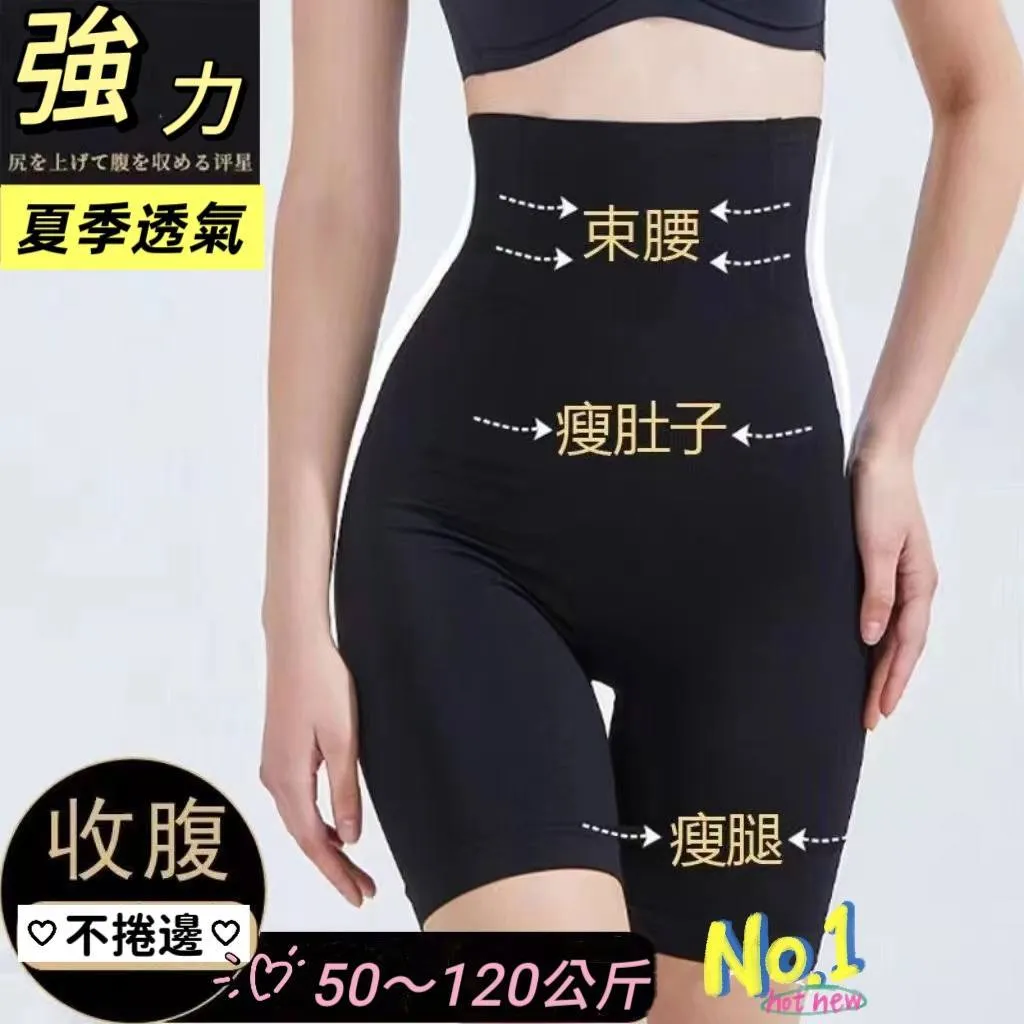 強力
尻を上げて腹を収める评星
夏季透氣
束腰
瘦肚子
瘦腿
收腹
♡不捲邊♡
♡50～120公斤
No.1
hot new